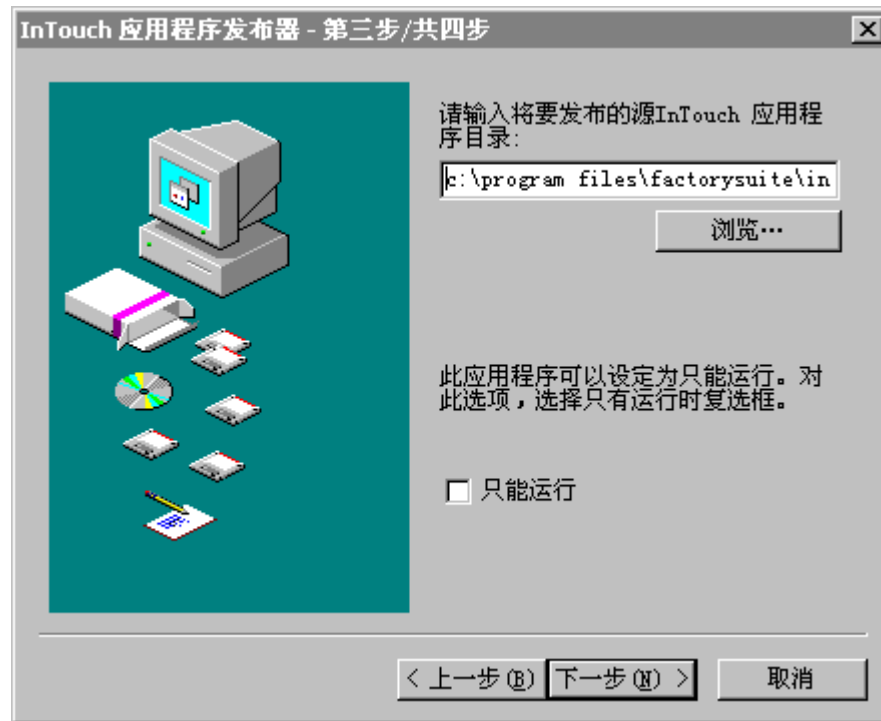 InTouch 应用程序发布器 - 第三步/共四步
请输入将要发布的源InTouch 应用程
序目录:
c:\program files\factorysuite\in
浏览…
此应用程序可以设定为只能运行。对
此选项，选择只有运行时复选框。
只能运行
< 上一步(B) 下一步(N) > 取消